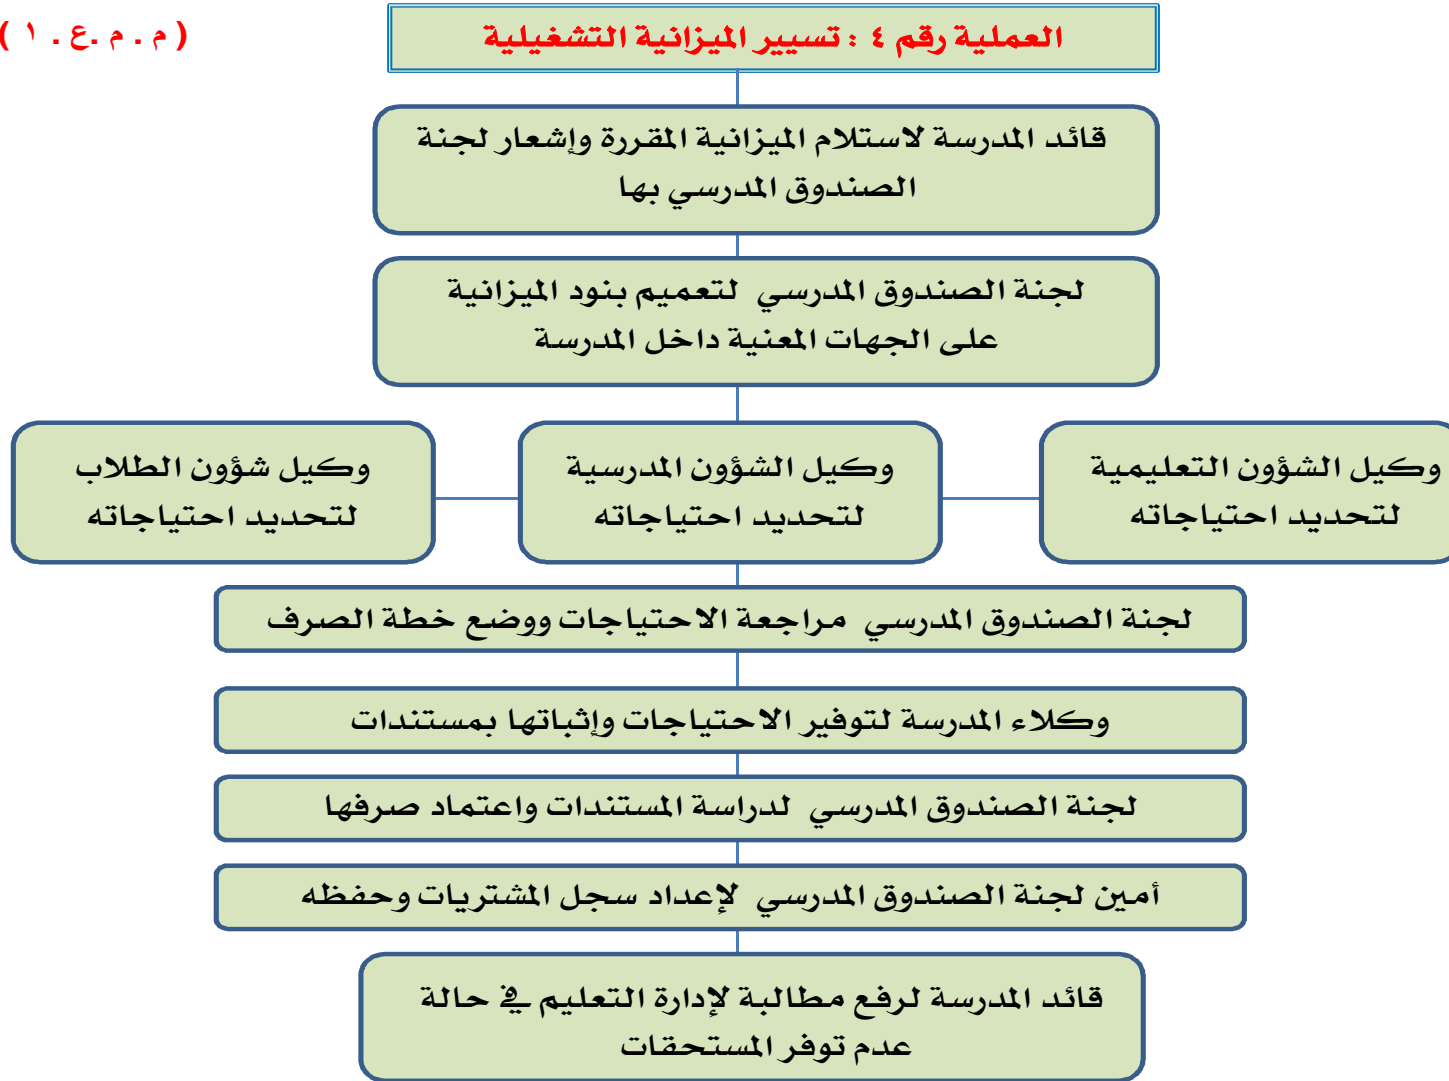 العملية رقم ٤ : تسيير الميزانية التشغيلية
( م . م .ع . ١ )
قائد المدرسة لاستلام الميزانية المقررة وإشعار لجنة
الصندوق المدرسي بها
لجنة الصندوق المدرسي لتعميم بنود الميزانية
على الجهات المعنية داخل المدرسة
وكيل الشؤون التعليمية
لتحديد احتياجاته
وكيل الشؤون المدرسية
لتحديد احتياجاته
وكيل شؤون الطلاب
لتحديد احتياجاته
لجنة الصندوق المدرسي مراجعة الاحتياجات ووضع خطة الصرف
وكلاء المدرسة لتوفير الاحتياجات وإثباتها بمستندات
لجنة الصندوق المدرسي لدراسة المستندات واعتماد صرفها
أمين لجنة الصندوق المدرسي لإعداد سجل المشتريات وحفظه
قائد المدرسة لرفع مطالبة لإدارة التعليم في حالة
عدم توفر المستحقات